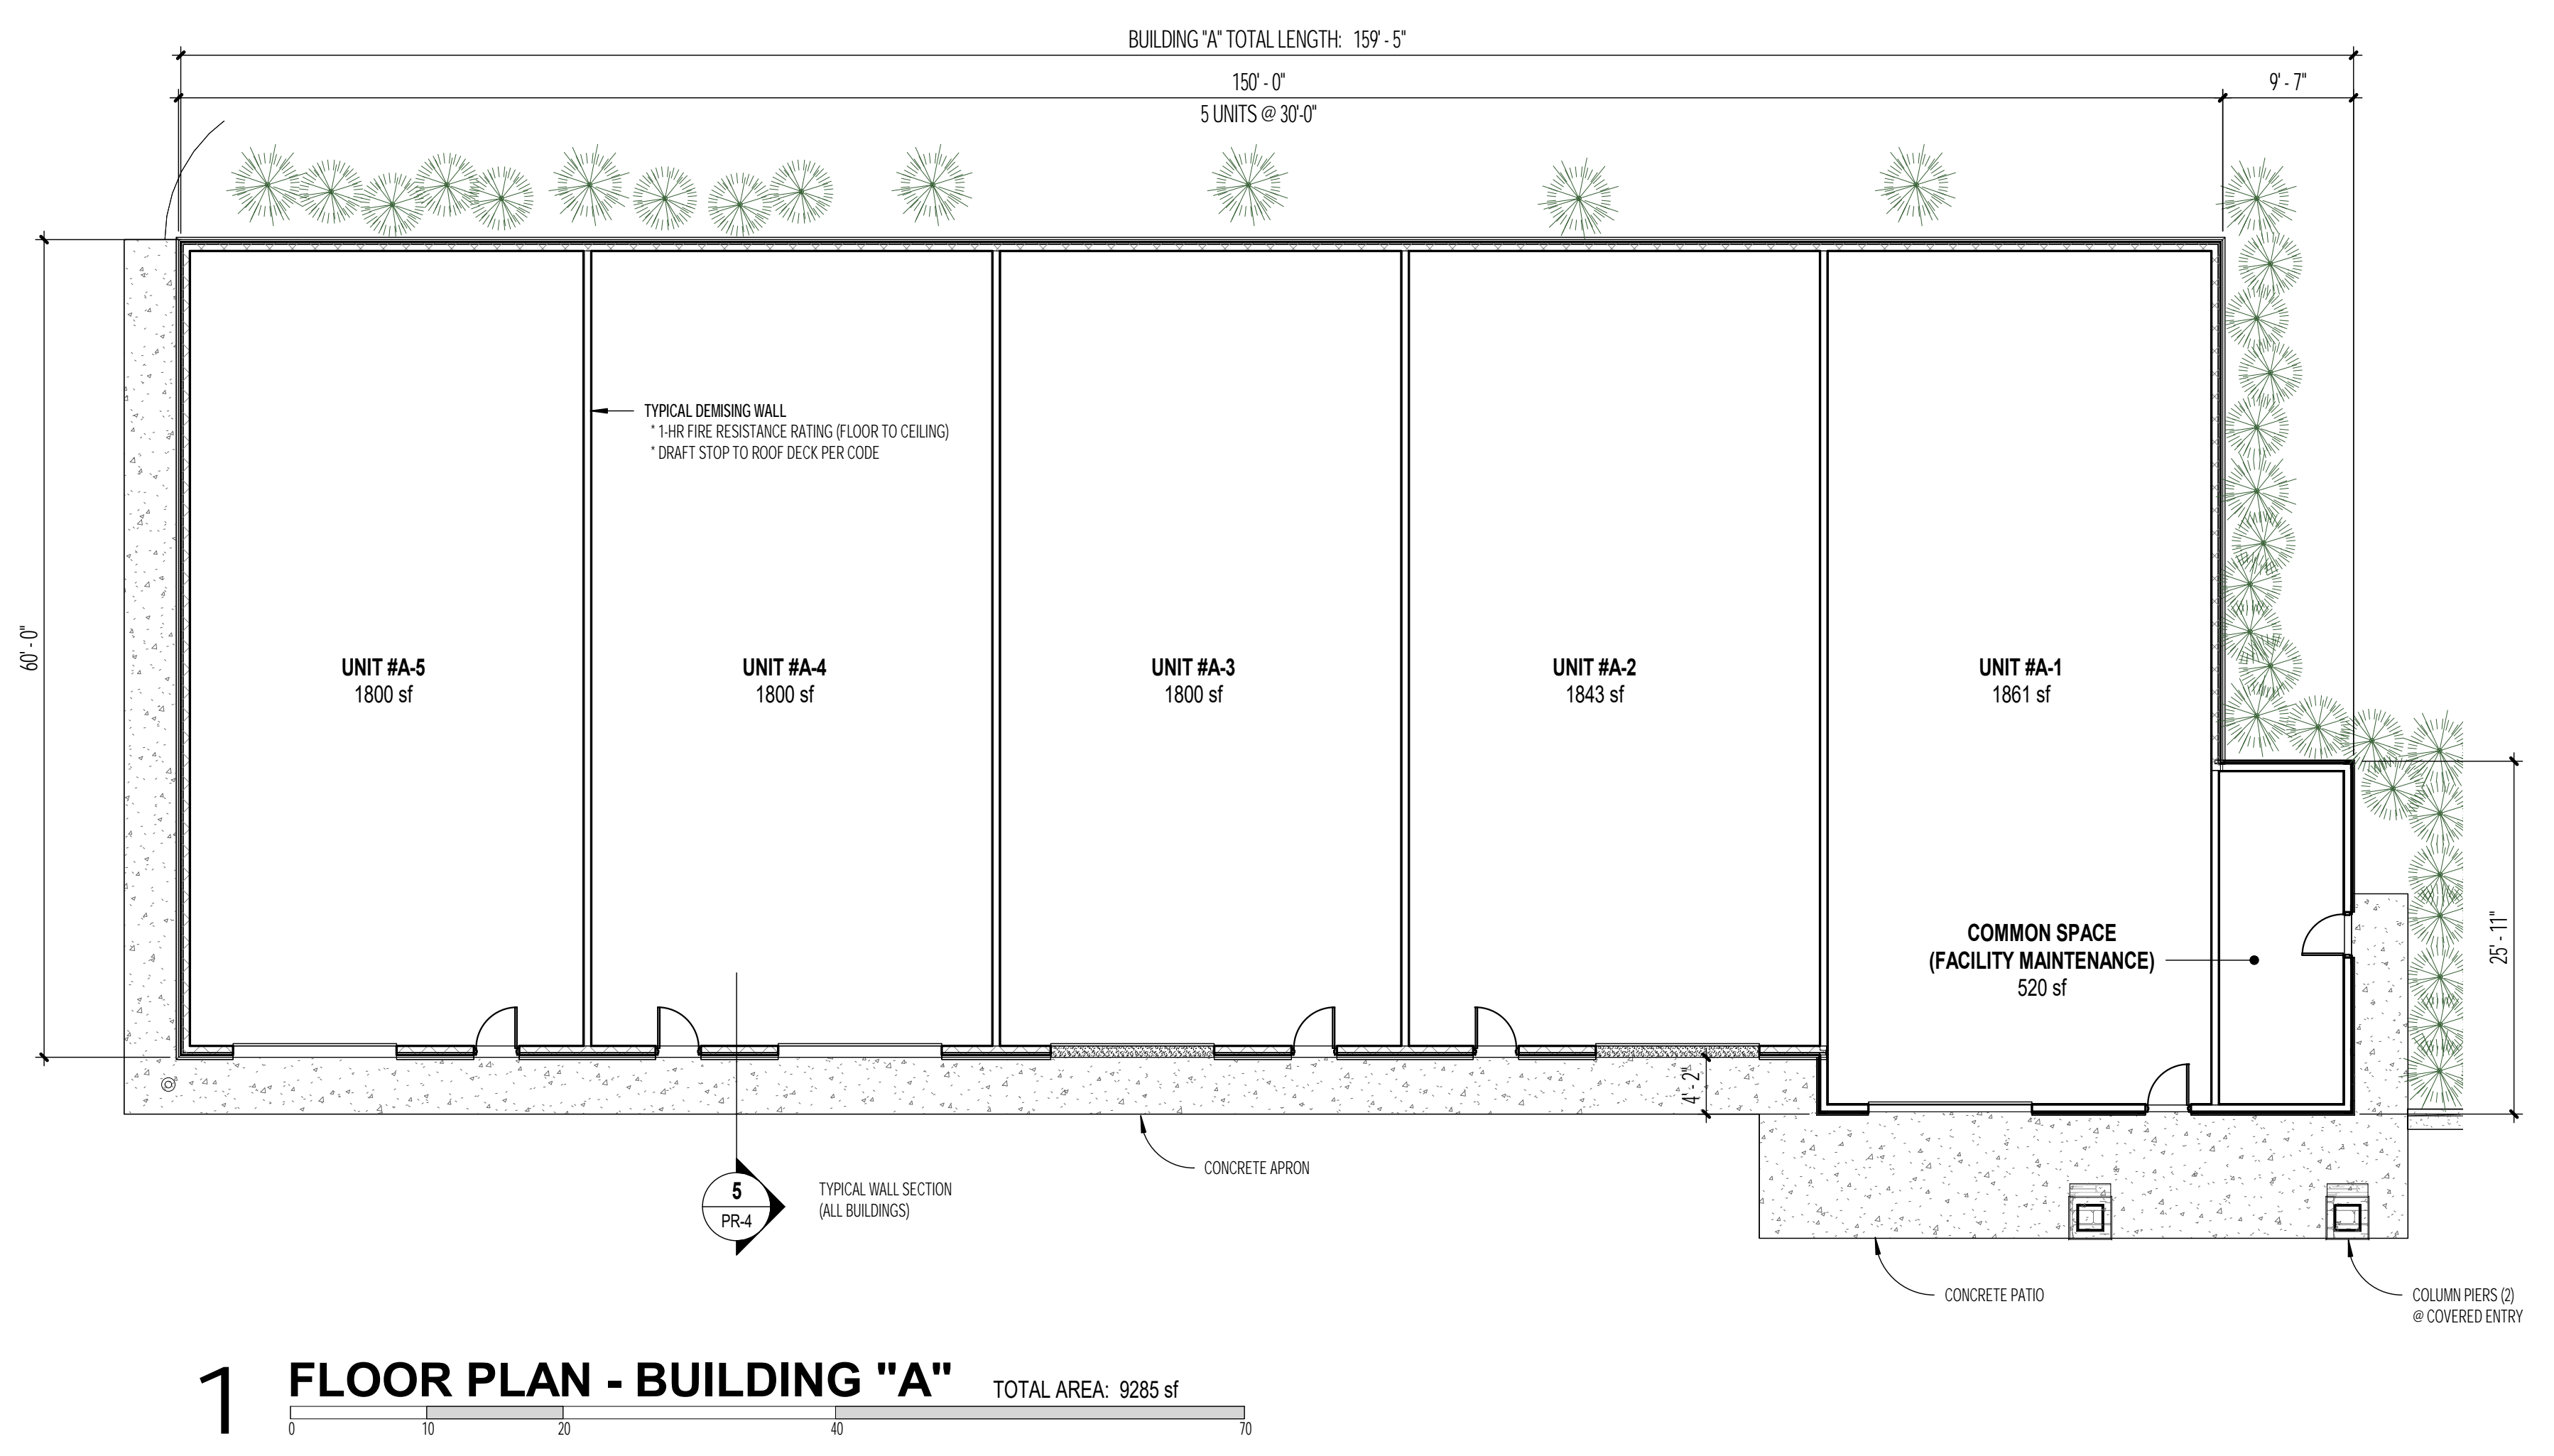 BUILDING "A" TOTAL LENGTH: 159' - 5"
150' - 0"
9' - 7"
5 UNITS @ 30'-0"
60' - 0"
TYPICAL DEMISING WALL
* 1-HR FIRE RESISTANCE RATING (FLOOR TO CEILING)
* DRAFT STOP TO ROOF DECK PER CODE
UNIT #A-5
1800 sf
UNIT #A-4
1800 sf
UNIT #A-3
1800 sf
UNIT #A-2
1843 sf
UNIT #A-1
1861 sf
COMMON SPACE
(FACILITY MAINTENANCE)
520 sf
25' - 11"
4' - 2"
CONCRETE APRON
5
PR-4
TYPICAL WALL SECTION
(ALL BUILDINGS)
CONCRETE PATIO
COLUMN PIERS (2)
@ COVERED ENTRY
1
FLOOR PLAN - BUILDING "A"
TOTAL AREA: 9285 sf
0 10 20 40 70